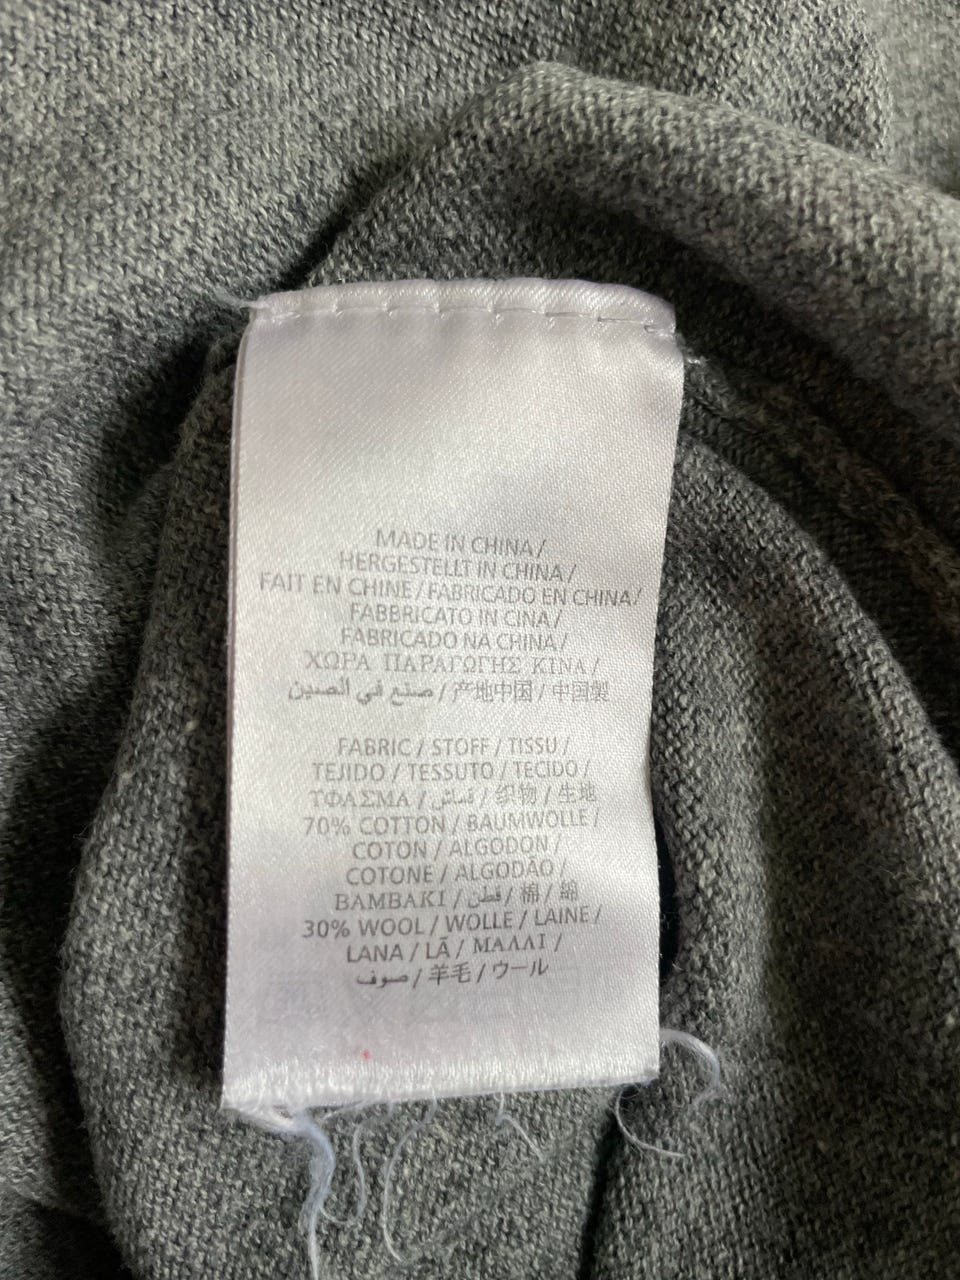 MADE IN CHINA /
HERGESTELLT IN CHINA /
FAIT EN CHINE / FABRICADO EN CHINA /
FABBRICATO IN CINA /
FABRICADO NA CHINA /
ΧΩΡΑ ΠΑΡΑΓΩΓΗΣ ΚΙΝΑ /
صنع في الصين / 产地中国 / 中国製
FABRIC / STOFF / TISSU /
TEJIDO / TESSUTO / TECIDO /
ΤΦΑΣΜΑ / قماش / 织物 / 生地
70% COTTON / BAUMWOLLE /
COTON / ALGODON /
COTONE / ALGODÃO /
ΒΑΜΒΑΚΙ / قطن / 棉 / 綿
30% WOOL / WOLLE / LAINE /
LANA / LÃ / ΜΑΛΛΙ /
صوف / 羊毛 / ウール